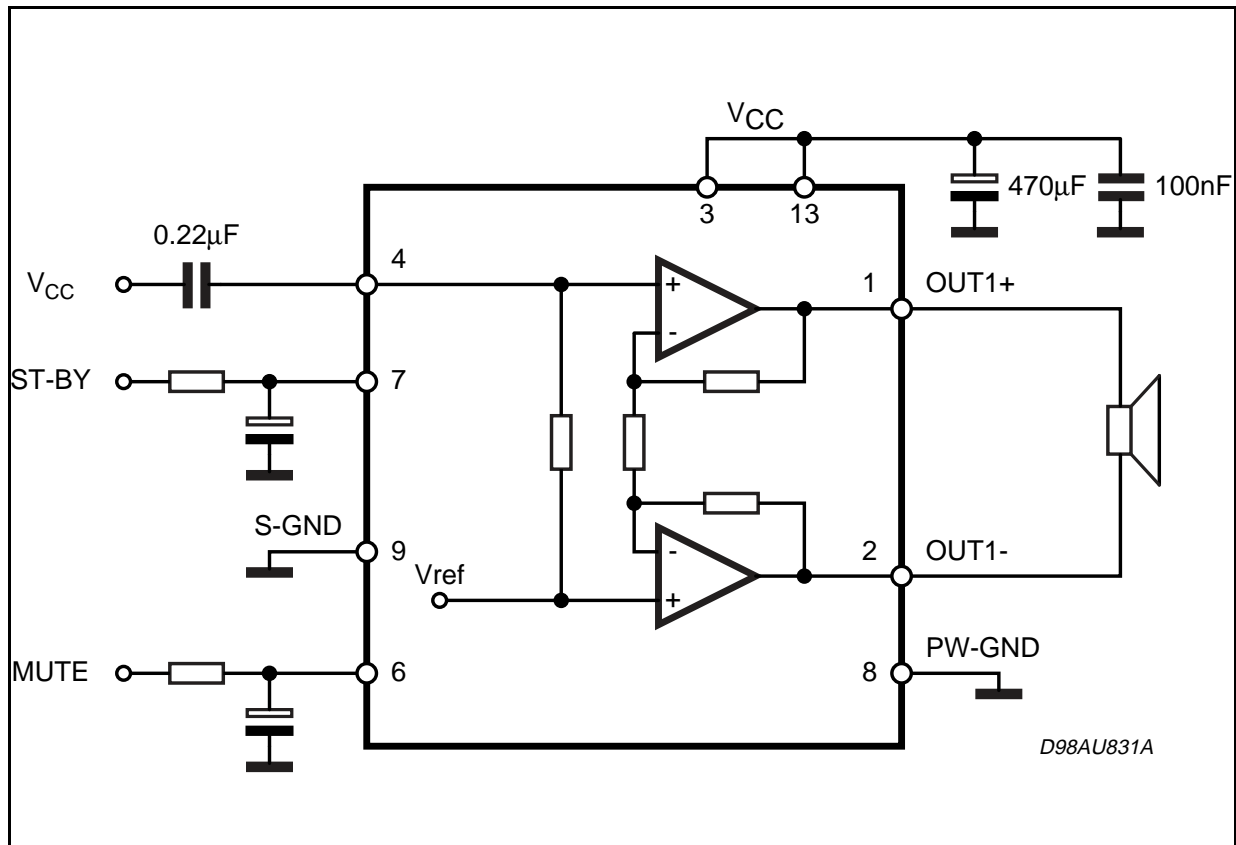 VCC
470μF
100nF
3
13
0.22μF
VCC
4
+
-
1
OUT1+
ST-BY
7
S-GND
9
Vref
-
+
2
OUT1-
MUTE
6
8
PW-GND
D98AU831A